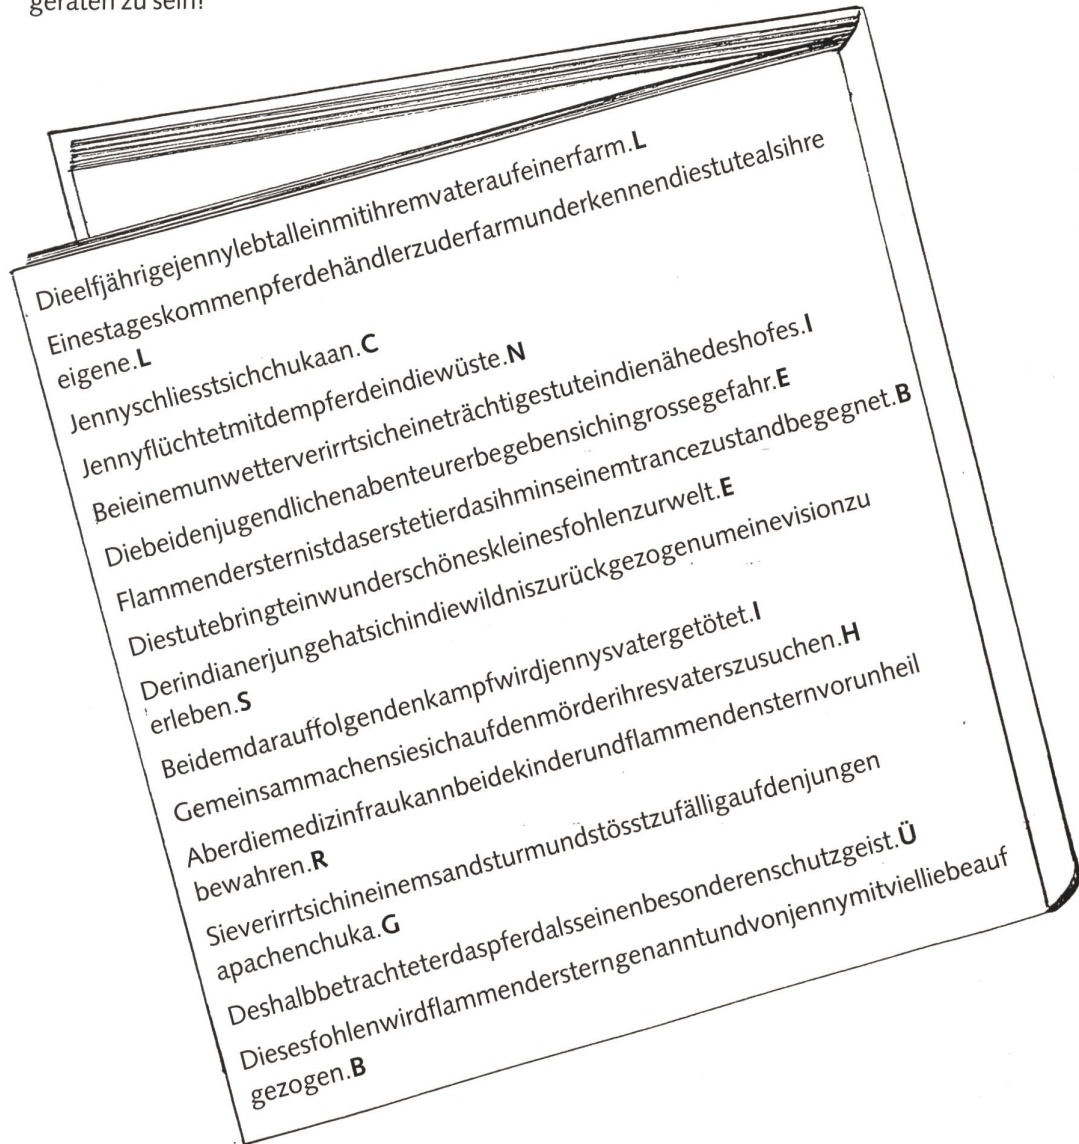 geraten zu sein!
Dieelfjährigejennylebtalleinmitihremvateraufeinerfarm.L
Einestageskommenpferdehändlerzuderfarmunderkennendiestutealsihre
eigene.L
Jennyschliesstsichchukaan.C
Jennyflüchtetmitdempferdeindiewüste.N
Beieinemunwetterverirrtsicheineträchtigestuteindienähedeshofes.I
Diebeidenjugendlichenabenteurerbegebensichingrossegefahr.E
Flammendersternistdaserstetierdasihminseinemtrancezustandbegegnet.B
Diestutebringteinwunderschöneskleinesfohlenzurwelt.E
Derindianerjungehatsichindiewildniszurückgezogenumeinevisionzu
erleben.S
Beidemdarauffolgendenkampfwirdjennysvatergetötet.I
Gemeinsammachensiesichaufdenmörderihresvaterszusuchen.H
Aberdiemedizinfraukannbeidekinderundflammendensternvorunheil
bewahren.R
Sieverirrtsichineinemsandsturmundstösstzufälligaufdenjungen
apachenchuka.G
Deshalbbetrachteterdaspferdalsseinenbesonderenschutzgeist.Ü
Diesesfohlenwirdflammendersterngenanntundvonjennymitvielliebeauf
gezogen.B